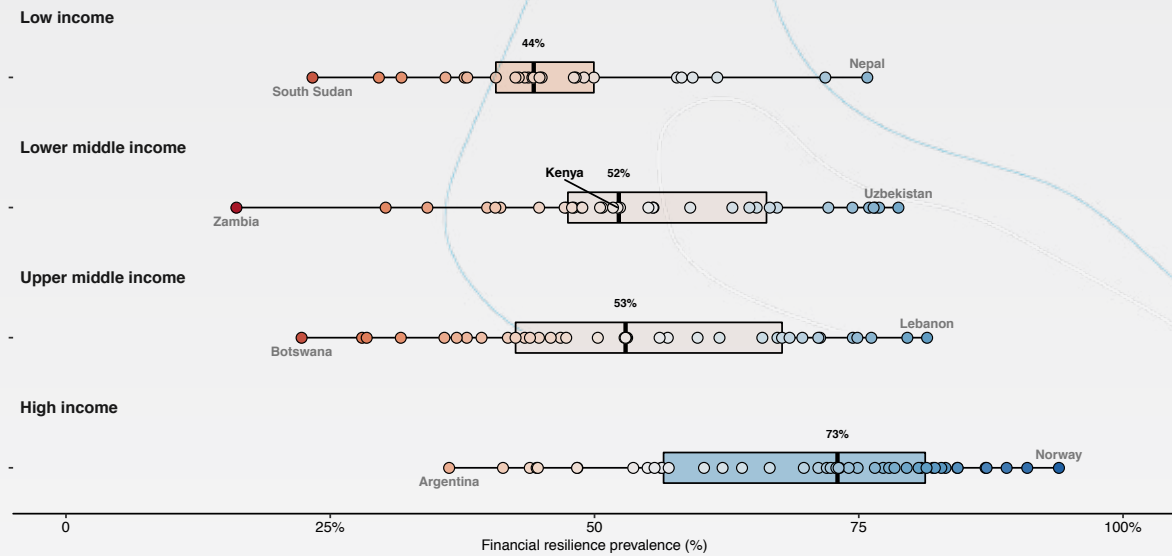 Low income
44%
Nepal
South Sudan
Lower middle income
Kenya
52%
Uzbekistan
Zambia
Upper middle income
53%
Lebanon
Botswana
High income
73%
Norway
Argentina
0 25% 50 75 100%
Financial resilience prevalence (%)